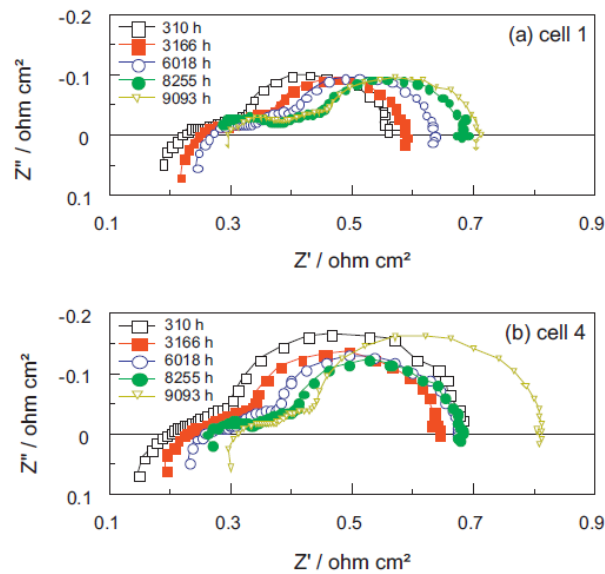 -0.2
-0.1
0
0.1
Z'' / ohm cm²
310 h
3166 h
6018 h
8255 h
9093 h
(a) cell 1
0.1 0.3 0.5 0.7 0.9
Z' / ohm cm²
-0.2
-0.1
0
0.1
Z'' / ohm cm²
310 h
3166 h
6018 h
8255 h
9093 h
(b) cell 4
0.1 0.3 0.5 0.7 0.9
Z' / ohm cm²